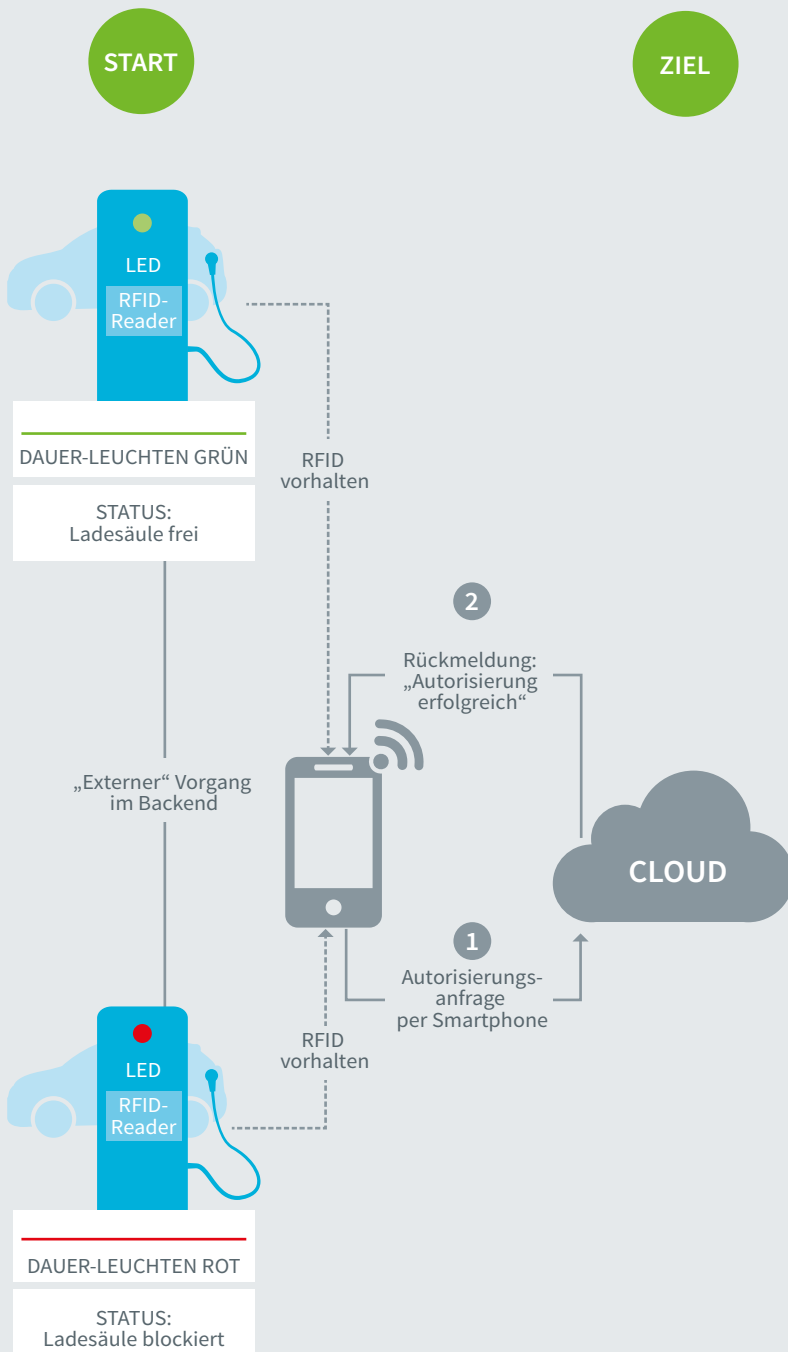 START
ZIEL
LED
RFID-
Reader
DAUER-LEUCHTEN GRÜN
STATUS:
Ladesäule frei
RFID
vorhalten
2
Rückmeldung:
„Autorisierung
erfolgreich“
„Externer“ Vorgang
im Backend
CLOUD
1
Autorisierungs-
anfrage
per Smartphone
RFID
vorhalten
LED
RFID-
Reader
DAUER-LEUCHTEN ROT
STATUS:
Ladesäule blockiert